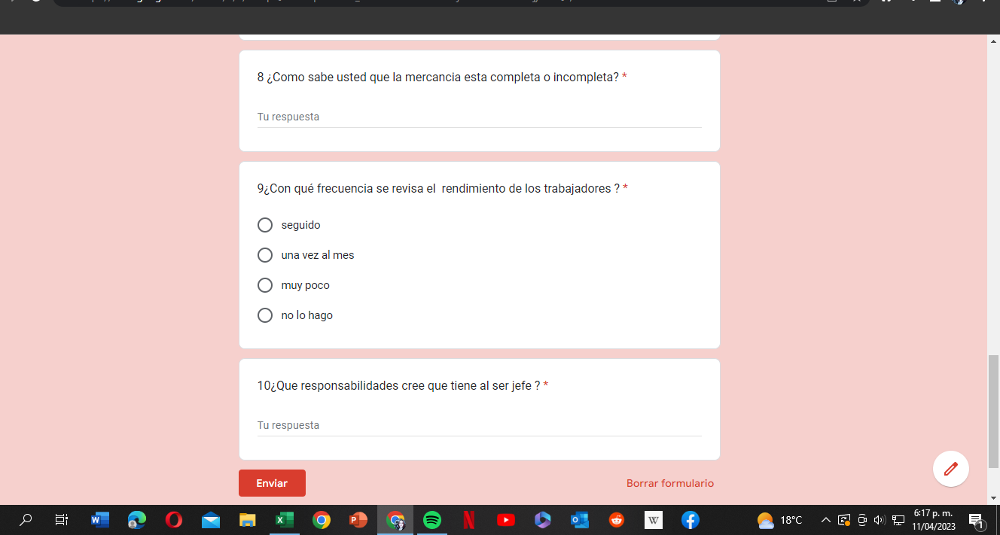 8 ¿Como sabe usted que la mercancia esta completa o incompleta? *
Tu respuesta
9¿Con qué frecuencia se revisa el  rendimiento de los trabajadores ? *
seguido
una vez al mes
muy poco
no lo hago
10¿Que responsabilidades cree que tiene al ser jefe ? *
Tu respuesta
Enviar
Borrar formulario
18°C
6:17 p. m.
11/04/2023
1